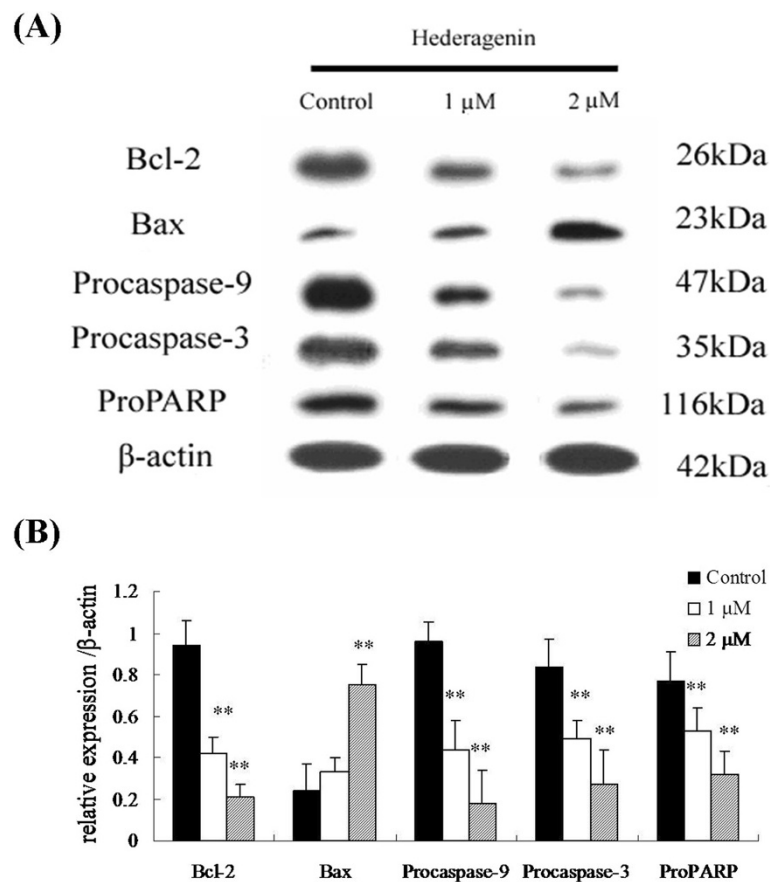 (A)
Hederagenin
Control 1 μM 2 μM
Bcl-2 26kDa
Bax 23kDa
Procaspase-9 47kDa
Procaspase-3 35kDa
ProPARP 116kDa
β-actin 42kDa
(B)
relative expression /β-actin
1.2
1
0.8
0.6
0.4
0.2
0
Control
1 μM
2 μM
** ** ** ** ** ** ** ** **
Bcl-2 Bax Procaspase-9 Procaspase-3 ProPARP